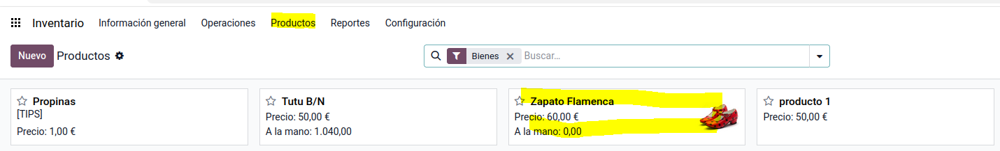 Inventario Información general Operaciones Productos Reportes Configuración
Nuevo Productos Bienes Buscar...
Propinas
[TIPS]
Precio: 1,00 €
Tutu B/N
Precio: 50,00 €
A la mano: 1.040,00
Zapato Flamenca
Precio: 60,00 €
A la mano: 0,00
producto 1
Precio: 50,00 €